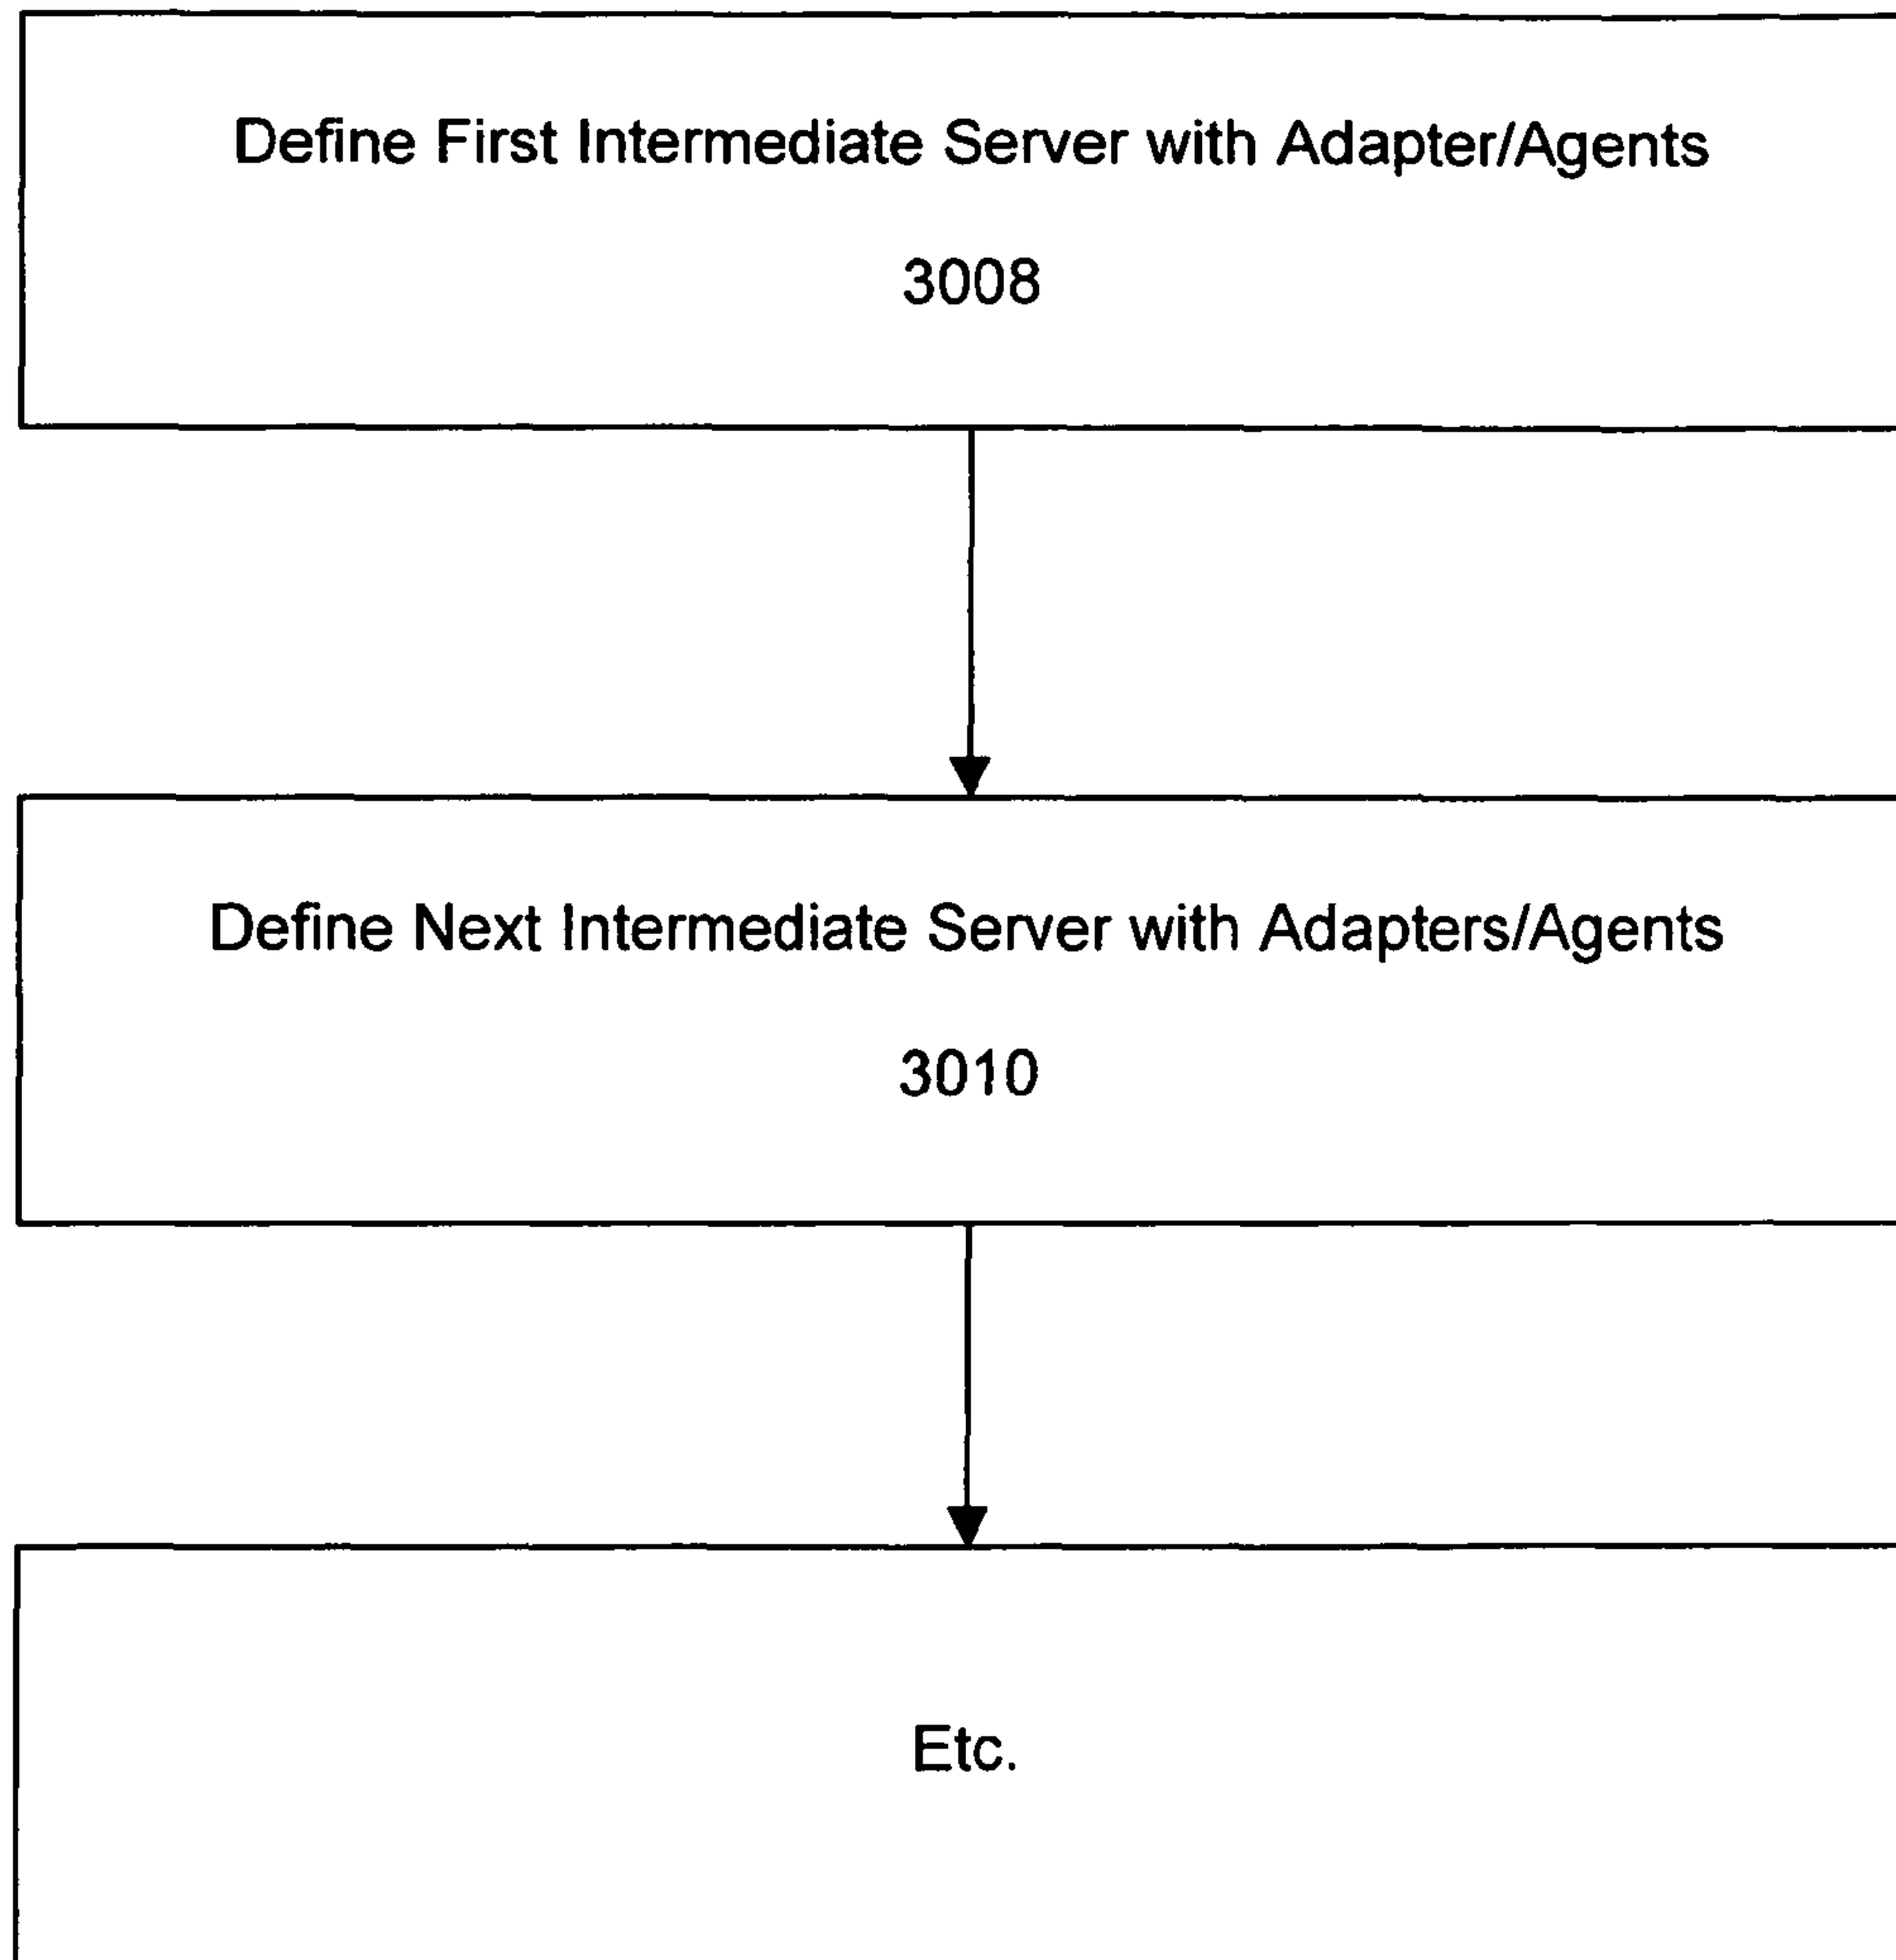 Define First Intermediate Server with Adapter/Agents
3008
Define Next Intermediate Server with Adapters/Agents
3010
Etc.